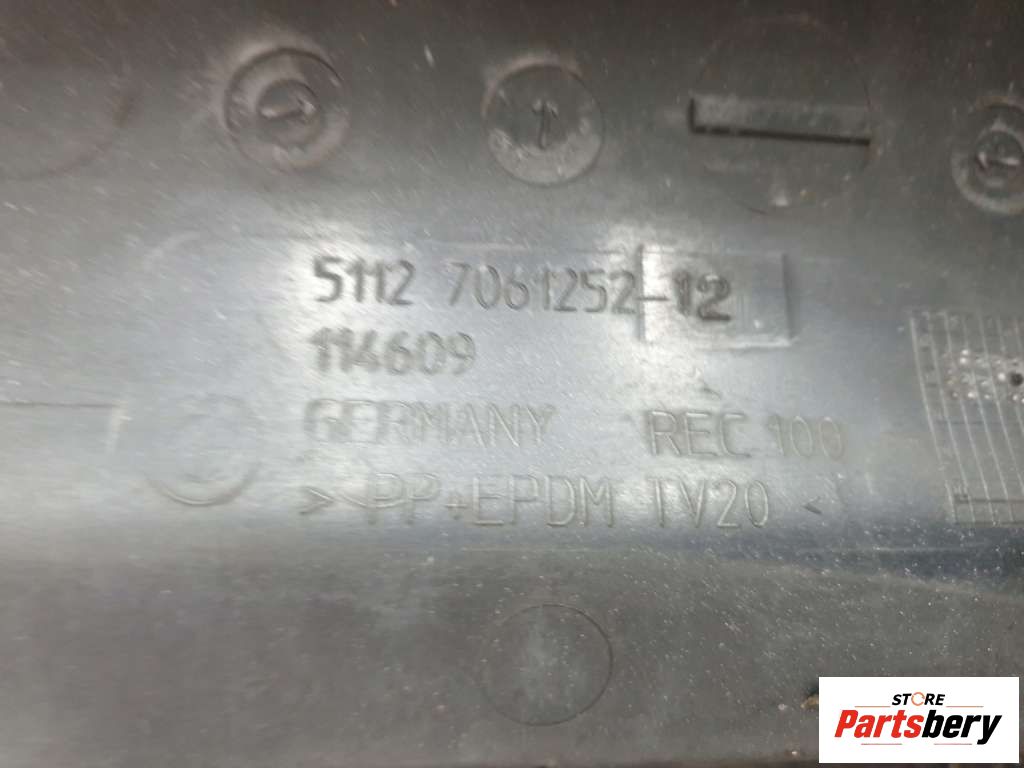 5112 7061252-12
114609
GERMANY REC 100
>PP+EPDM TV20<
STORE
Partsbery